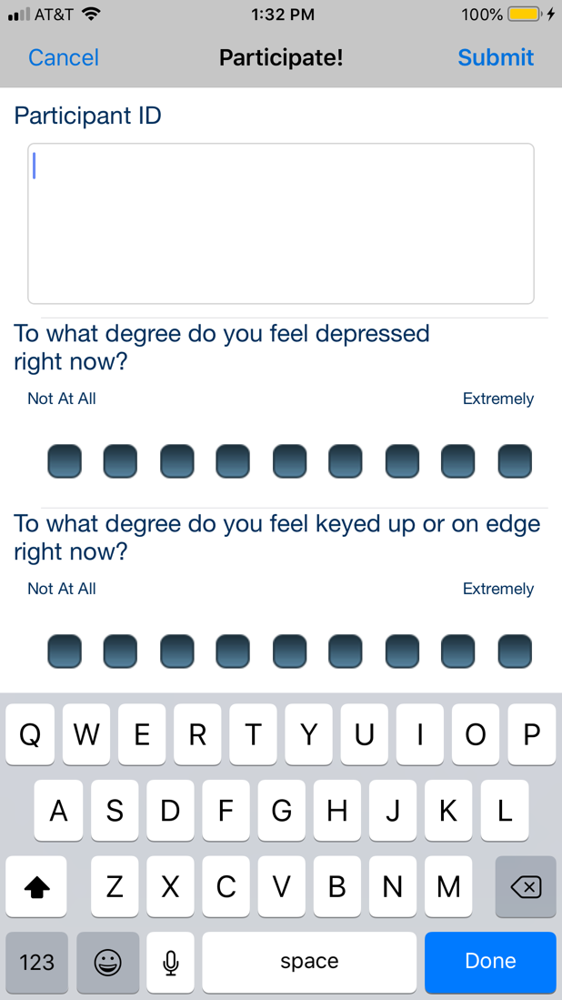 AT&T 1:32 PM 100%
Cancel Participate! Submit
Participant ID
To what degree do you feel depressed
right now?
Not At All Extremely
To what degree do you feel keyed up or on edge
right now?
Not At All Extremely
Q W E R T Y U I O P
A S D F G H J K L
Z X C V B N M
123 space Done